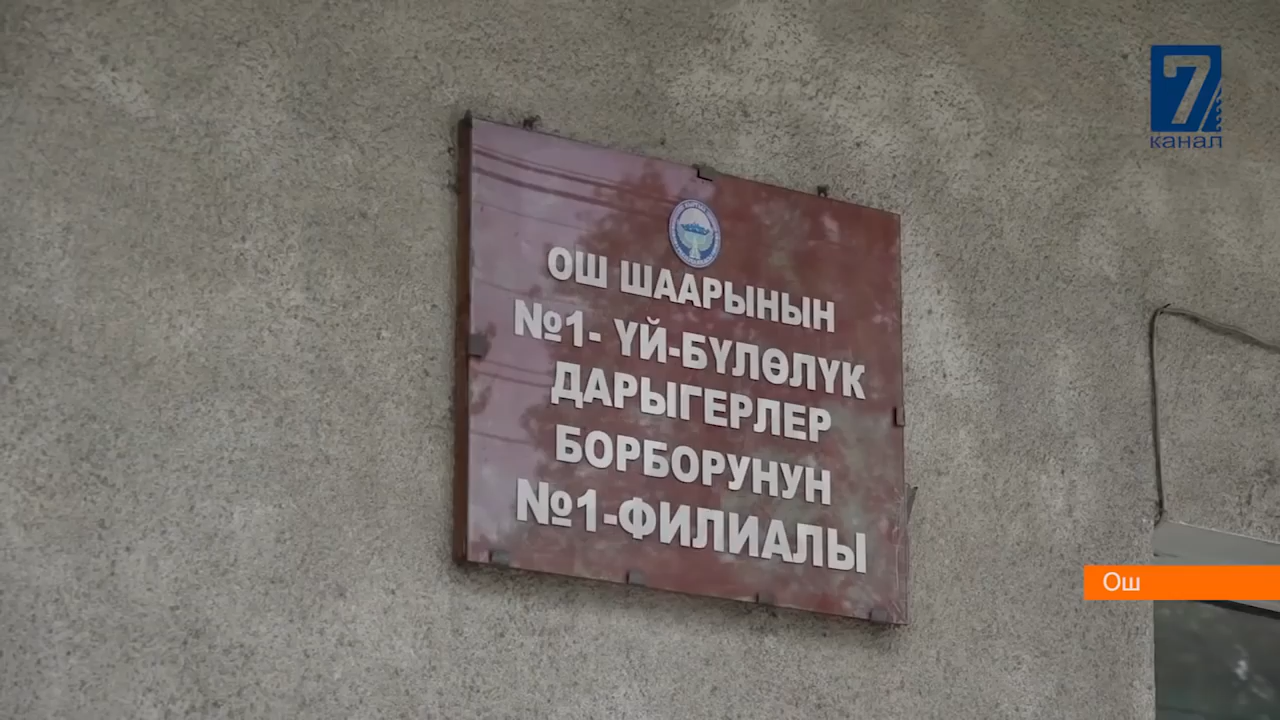 7
канал
ОШ ШААРЫНЫН
№1- ҮЙ-БҮЛӨЛҮК
ДАРЫГЕРЛЕР
БОРБОРУНУН
№1-ФИЛИАЛЫ
Ош